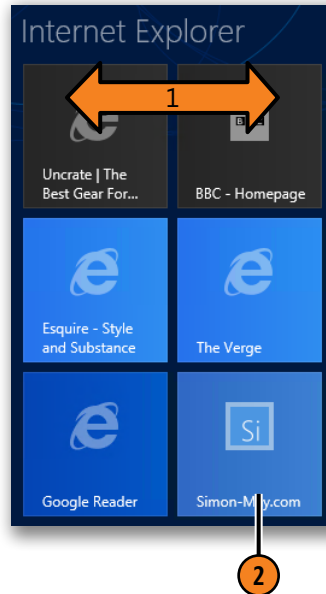 Internet Explorer
1
Uncrate | The
Best Gear For...
BBC - Homepage
Esquire - Style
and Substance
The Verge
Si
Google Reader
Simon-May.com
2